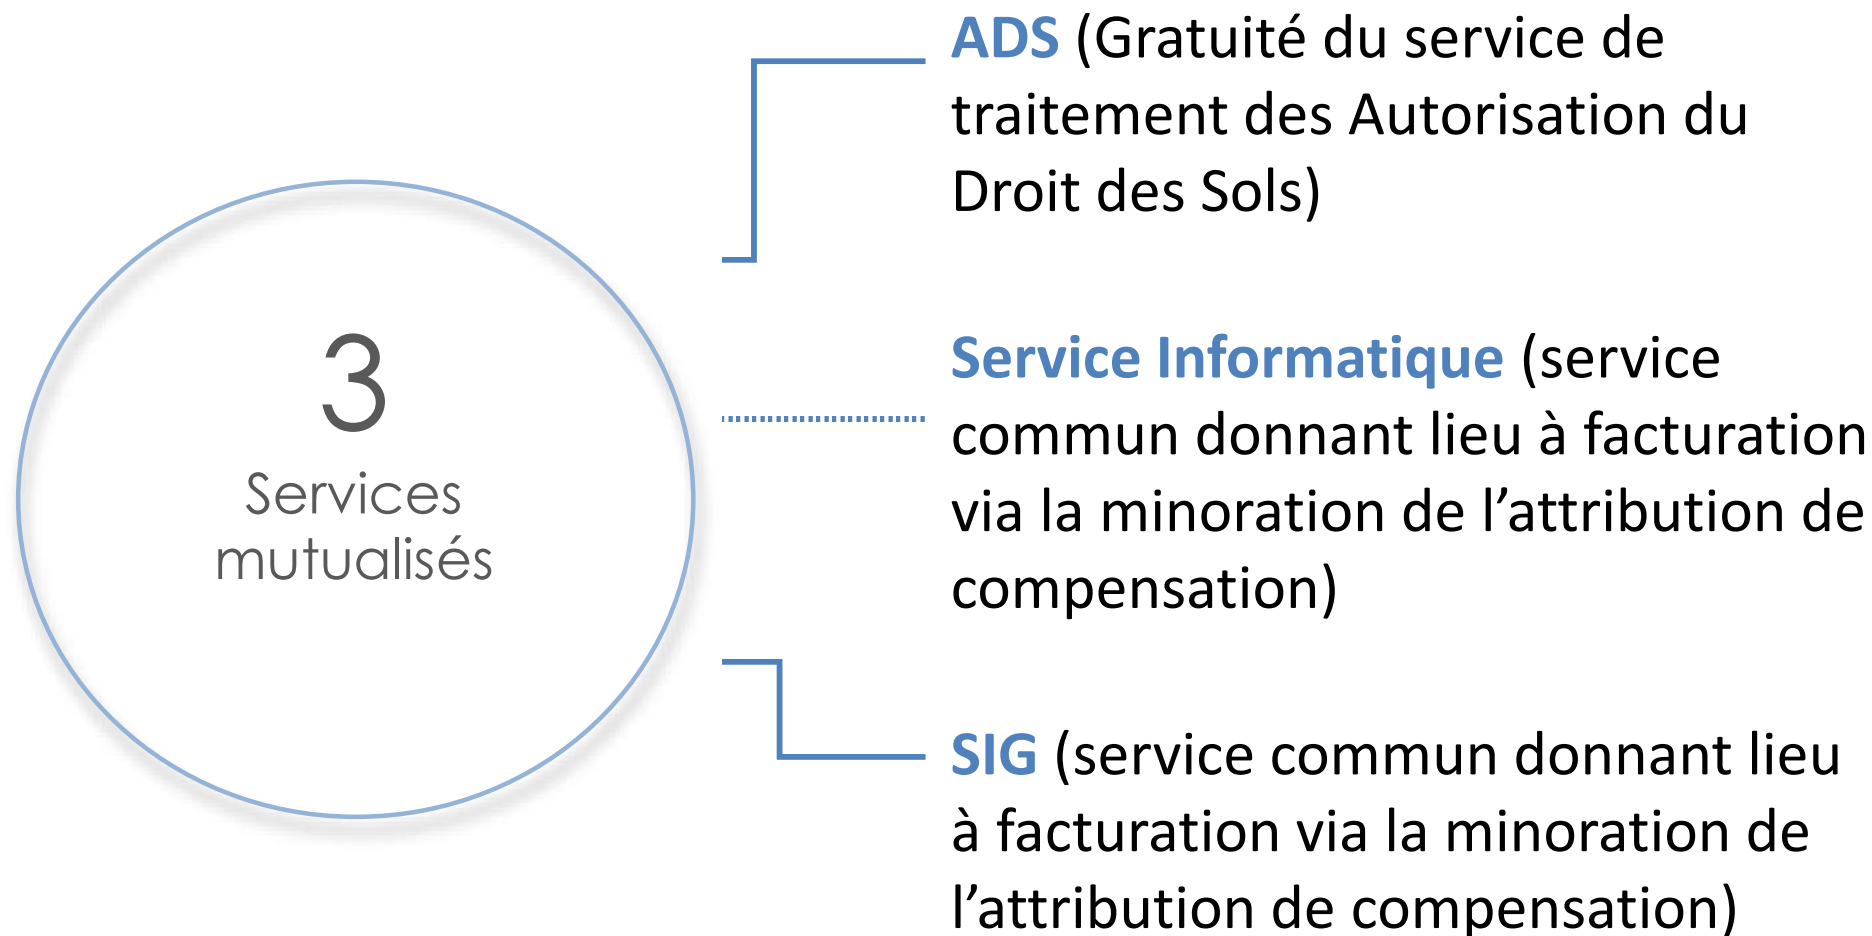 3
Services
mutualisés
ADS (Gratuité du service de
traitement des Autorisation du
Droit des Sols)
Service Informatique (service
commun donnant lieu à facturation
via la minoration de l’attribution de
compensation)
SIG (service commun donnant lieu
à facturation via la minoration de
l’attribution de compensation)